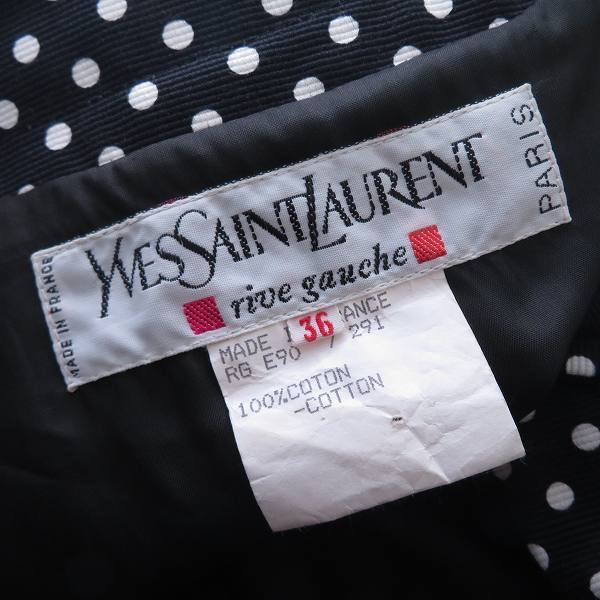 YVES SAINT LAURENT
rive gauche
PARIS
MADE IN FRANCE
36
MADE I ANCE
RG E90 / 291
100%COTON
-COTTON